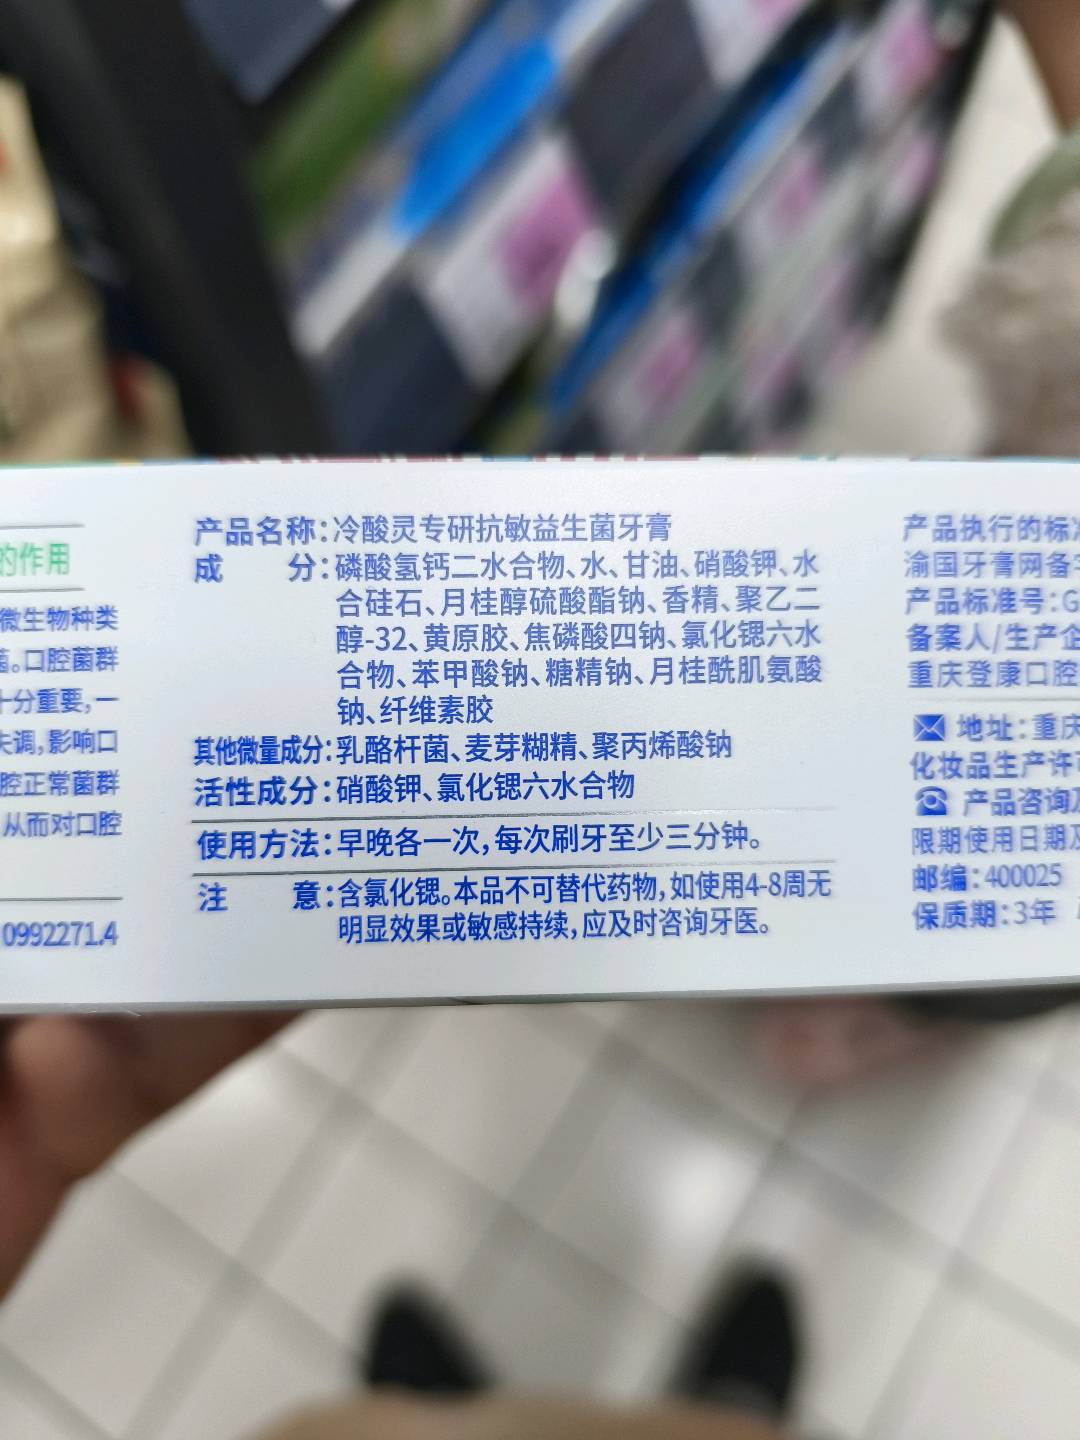 的作用
微生物种类
菌。口腔菌群
十分重要,一
失调,影响口
腔正常菌群
从而对口腔
0992271.4
产品名称:冷酸灵专研抗敏益生菌牙膏
成 分:磷酸氢钙二水合物、水、甘油、硝酸钾、水
合硅石、月桂醇硫酸酯钠、香精、聚乙二
醇-32、黄原胶、焦磷酸四钠、氯化锶六水
合物、苯甲酸钠、糖精钠、月桂酰肌氨酸
钠、纤维素胶
其他微量成分:乳酪杆菌、麦芽糊精、聚丙烯酸钠
活性成分:硝酸钾、氯化锶六水合物
使用方法:早晚各一次,每次刷牙至少三分钟。
注 意:含氯化锶。本品不可替代药物,如使用4-8周无
明显效果或敏感持续,应及时咨询牙医。
产品执行的标准
渝国牙膏网备字
产品标准号:G
备案人/生产企
重庆登康口腔
地址:重庆
化妆品生产许可
产品咨询及
限期使用日期及
邮编:400025
保质期:3年